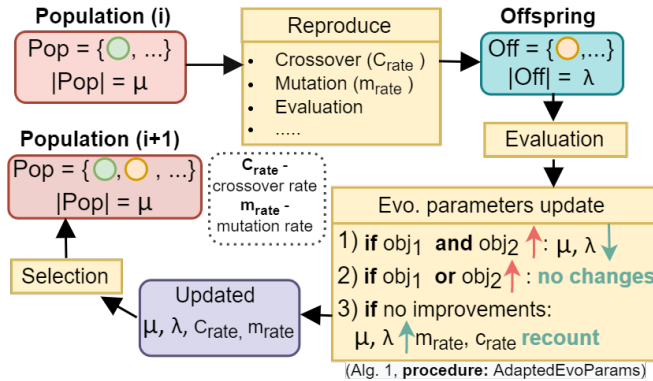 Population (i)
Pop = { , ...}
|Pop| = μ
Reproduce
• Crossover (Crate )
• Mutation (mrate )
• Evaluation
• .....
Offspring
Off = { ,...}
|Off| = λ
Evaluation
Evo. parameters update
1) if obj1 and obj2 : μ, λ
2) if obj1 or obj2 : no changes
3) if no improvements:
μ, λ mrate, crate recount
(Alg. 1, procedure: AdaptedEvoParams)
Updated
μ, λ, Crate, mrate
Selection
Population (i+1)
Pop = { , , ...}
|Pop| = μ
Crate -
crossover rate
mrate -
mutation rate